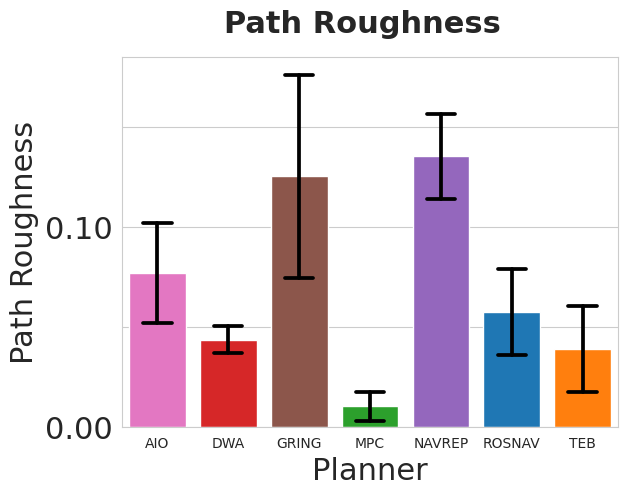 Path Roughness
Path Roughness
0.10
0.00
AIO DWA GRING MPC NAVREP ROSNAV TEB
Planner